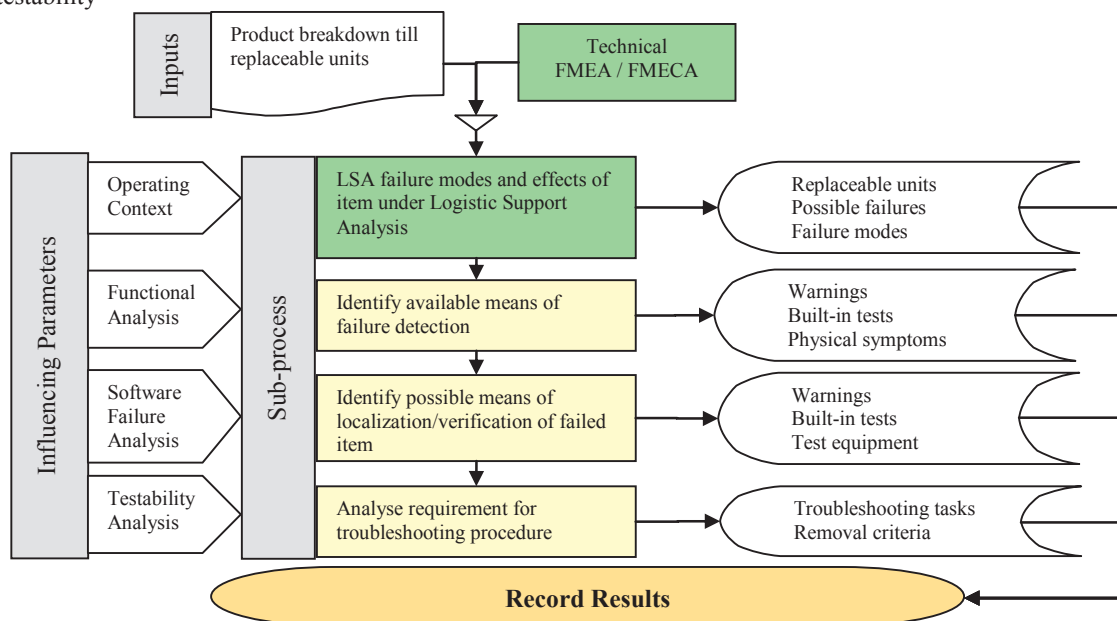 Inputs
Product breakdown till
replaceable units
Technical
FMEA / FMECA
Influencing Parameters
Operating
Context
Functional
Analysis
Software
Failure
Analysis
Testability
Analysis
Sub-process
LSA failure modes and effects of
item under Logistic Support
Analysis
Identify available means of
failure detection
Identify possible means of
localization/verification of failed
item
Analyse requirement for
troubleshooting procedure
Replaceable units
Possible failures
Failure modes
Warnings
Built-in tests
Physical symptoms
Warnings
Built-in tests
Test equipment
Troubleshooting tasks
Removal criteria
Record Results